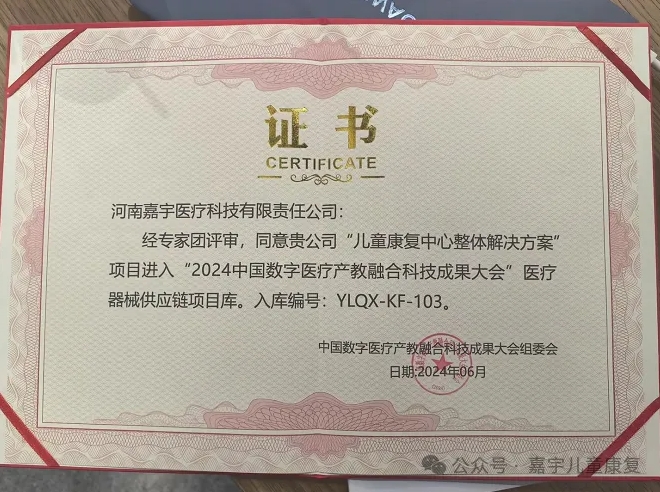 证书
CERTIFICATE
河南嘉宇医疗科技有限责任公司：
经专家团评审，同意贵公司“儿童康复中心整体解决方案”
项目进入“2024中国数字医疗产教融合科技成果大会”医疗
器械供应链项目库。入库编号：YLQX-KF-103。
中国数字医疗产教融合科技成果大会组委会
日期:2024年06月
公众号 · 嘉宇儿童康复